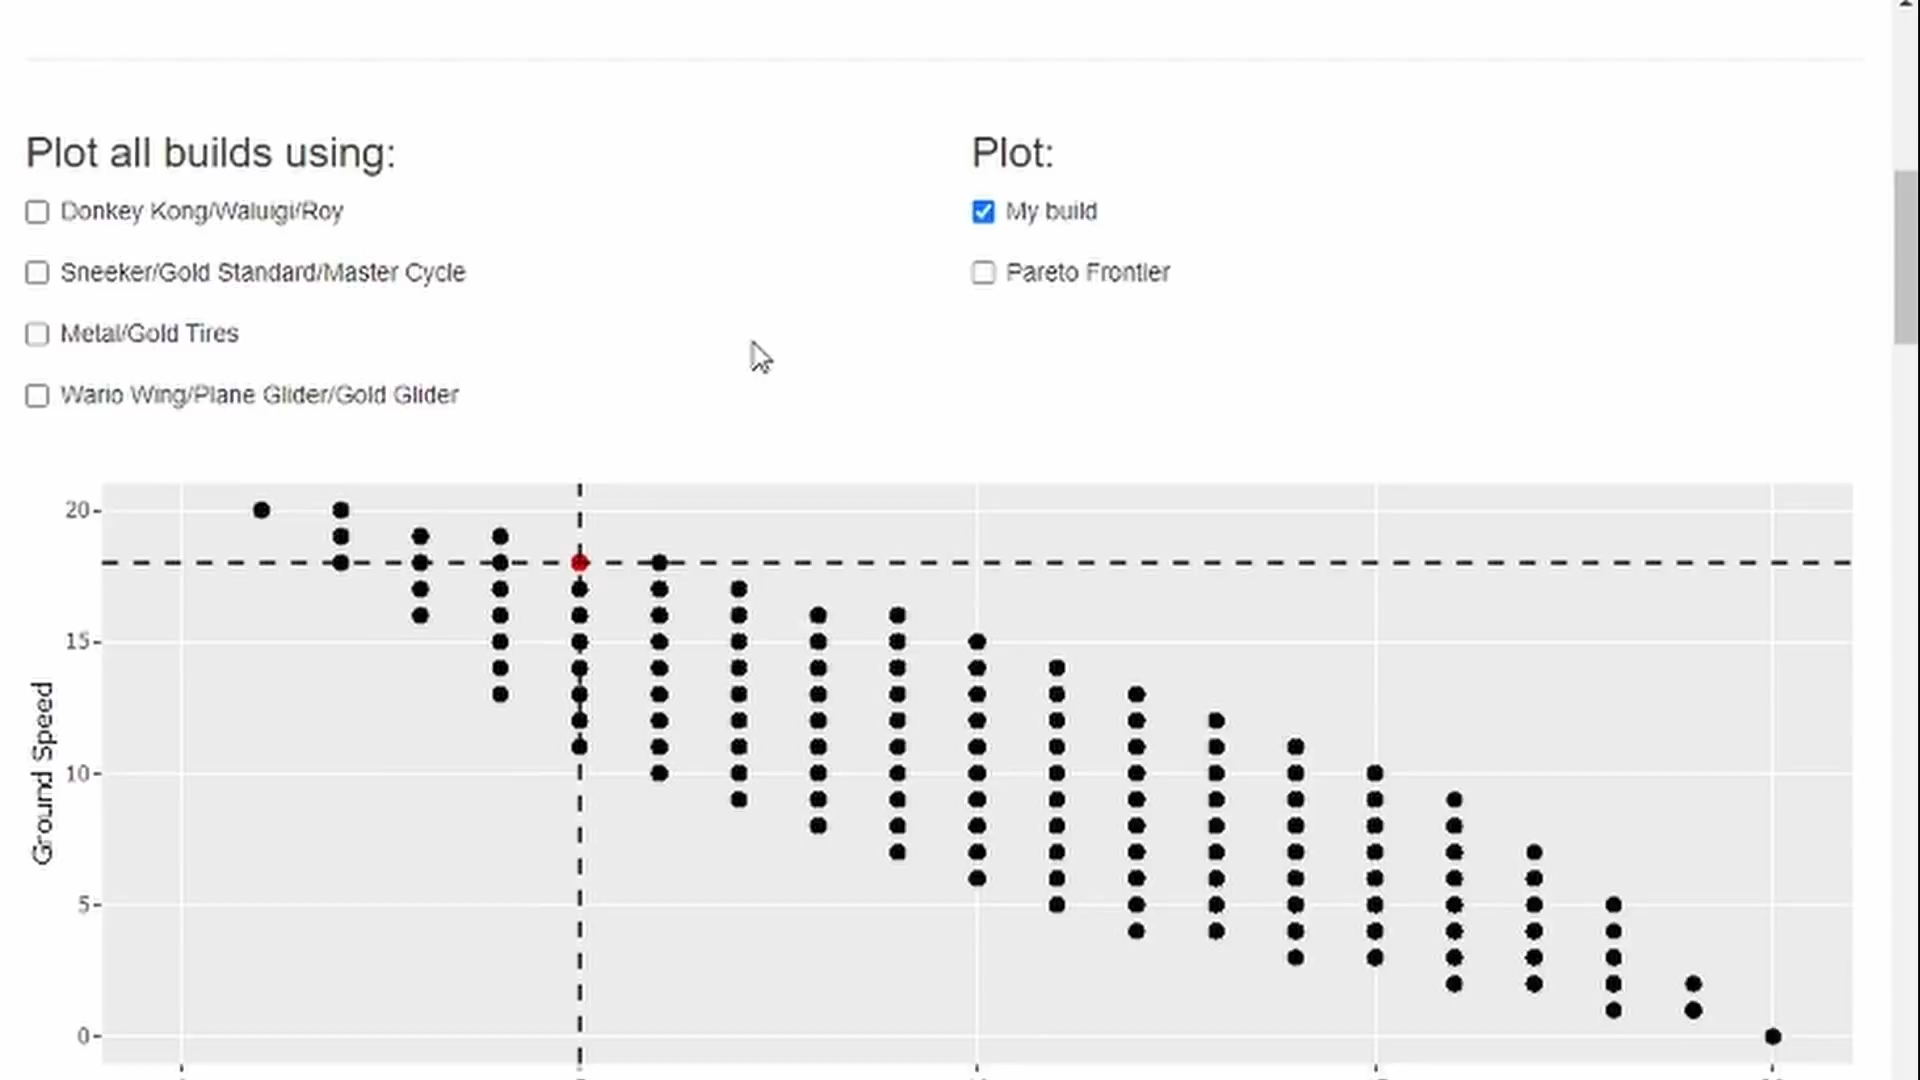 Plot all builds using:
Donkey Kong/Waluigi/Roy
Sneeker/Gold Standard/Master Cycle
Metal/Gold Tires
Wario Wing/Plane Glider/Gold Glider
Plot:
My build
Pareto Frontier
Ground Speed
20
15
10
5
0